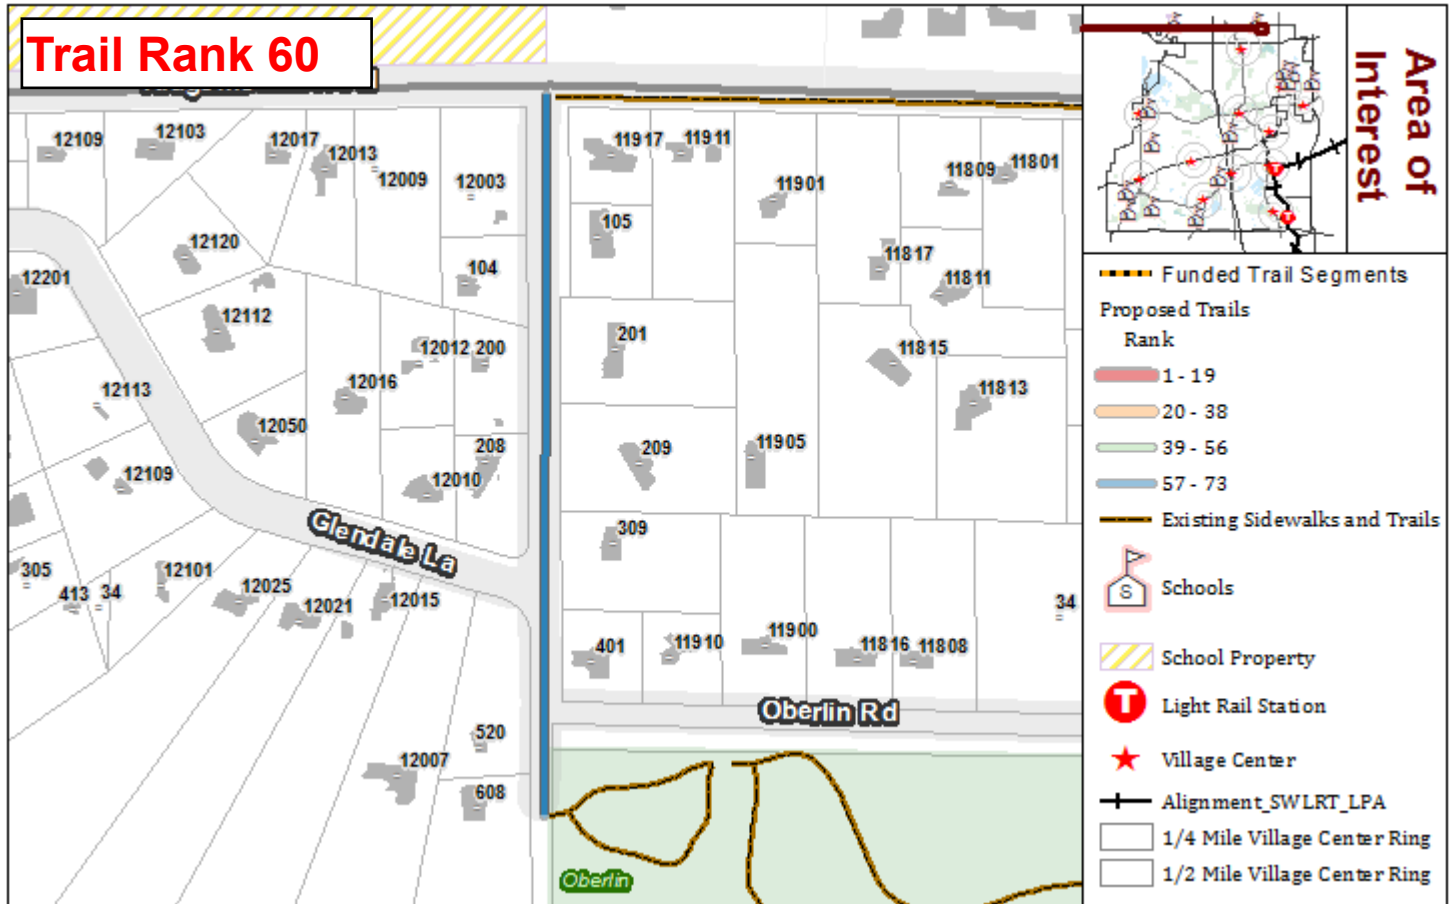 Trail Rank 60
12109
12103
12017
12013
12009
12003
11917
11911
11901
11809
11801
105
12120
104
11817
11811
12201
12112
12012
200
201
11815
12016
11813
12113
12050
208
209
11905
12109
12010
Glendale La
309
305
413
34
12101
12025
12021
12015
34
401
11910
11900
11816
11808
Oberlin Rd
520
12007
608
Oberlin
Area of
Interest
Funded Trail Segments
Proposed Trails
Rank
1 - 19
20 - 38
39 - 56
57 - 73
Existing Sidewalks and Trails
S
Schools
School Property
T
Light Rail Station
Village Center
Alignment_SWLRT_LPA
1/4 Mile Village Center Ring
1/2 Mile Village Center Ring